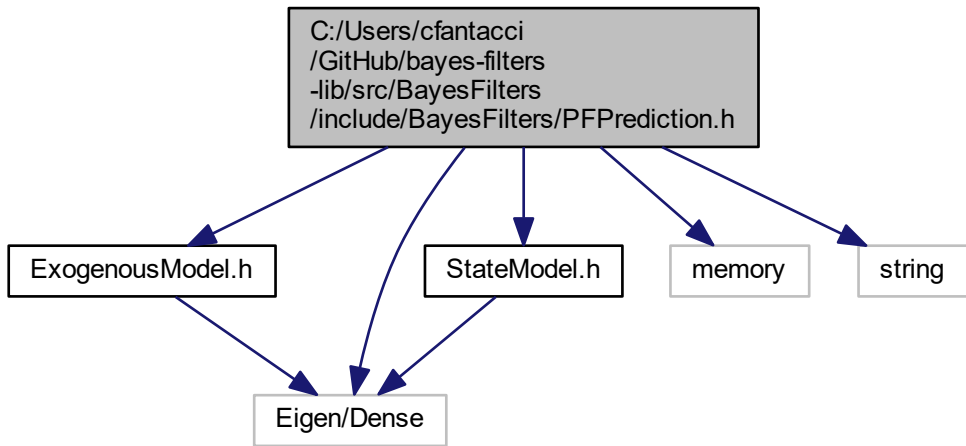 C:/Users/cfantacci
/GitHub/bayes-filters
-lib/src/BayesFilters
/include/BayesFilters/PFPrediction.h
ExogenousModel.h
StateModel.h
memory
string
Eigen/Dense